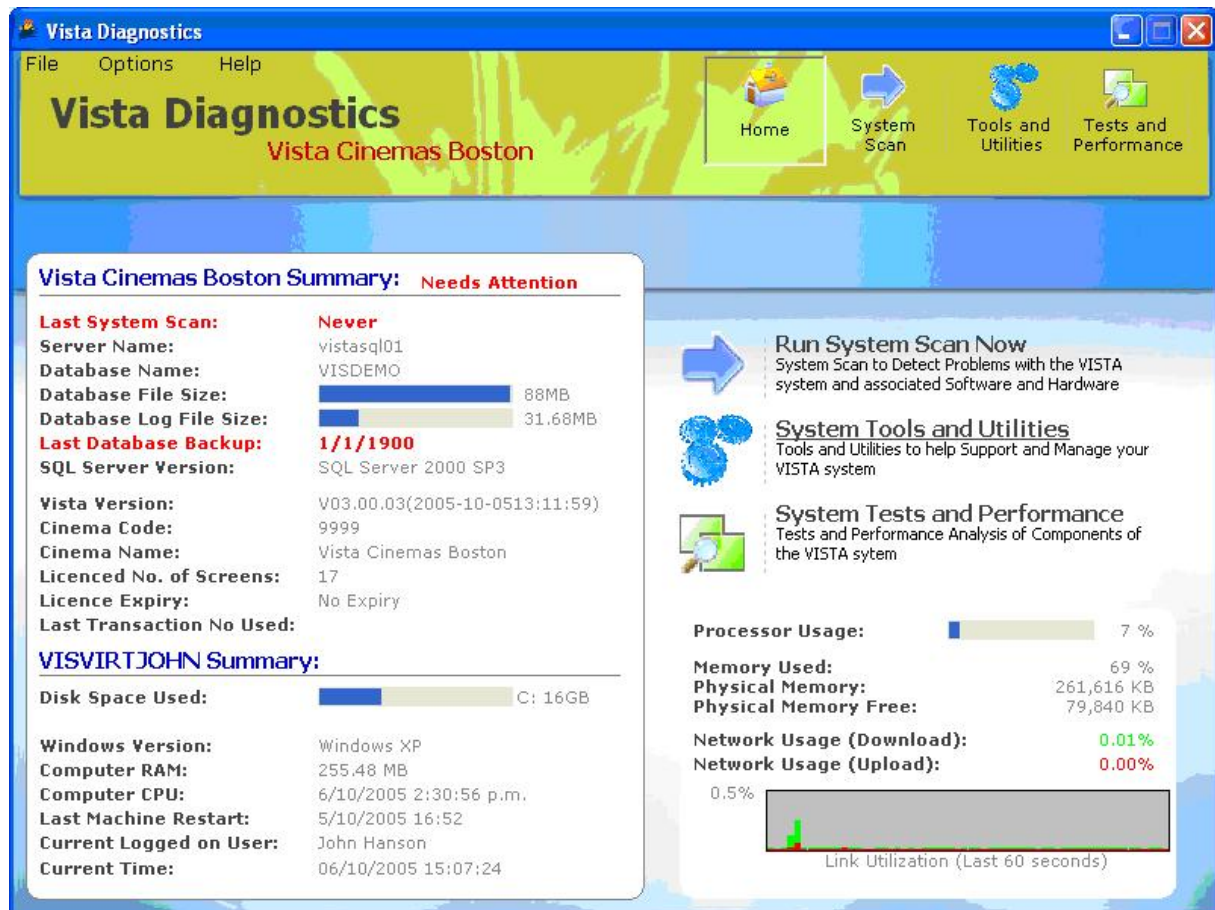 Vista Diagnostics
File Options Help
Vista Diagnostics
Vista Cinemas Boston
Home
System Scan
Tools and Utilities
Tests and Performance
Vista Cinemas Boston Summary: Needs Attention
Last System Scan: Never
Server Name: vistasql01
Database Name: VISDEMO
Database File Size: 88MB
Database Log File Size: 31.68MB
Last Database Backup: 1/1/1900
SQL Server Version: SQL Server 2000 SP3
Vista Version: V03.00.03(2005-10-0513:11:59)
Cinema Code: 9999
Cinema Name: Vista Cinemas Boston
Licenced No. of Screens: 17
Licence Expiry: No Expiry
Last Transaction No Used:
VISVIRTJOHN Summary:
Disk Space Used: C: 16GB
Windows Version: Windows XP
Computer RAM: 255.48 MB
Computer CPU: 6/10/2005 2:30:56 p.m.
Last Machine Restart: 5/10/2005 16:52
Current Logged on User: John Hanson
Current Time: 06/10/2005 15:07:24
Run System Scan Now
System Scan to Detect Problems with the VISTA
system and associated Software and Hardware
System Tools and Utilities
Tools and Utilities to help Support and Manage your
VISTA system
System Tests and Performance
Tests and Performance Analysis of Components of
the VISTA sytem
Processor Usage: 7 %
Memory Used: 69 %
Physical Memory: 261,616 KB
Physical Memory Free: 79,840 KB
Network Usage (Download): 0.01%
Network Usage (Upload): 0.00%
0.5%
Link Utilization (Last 60 seconds)